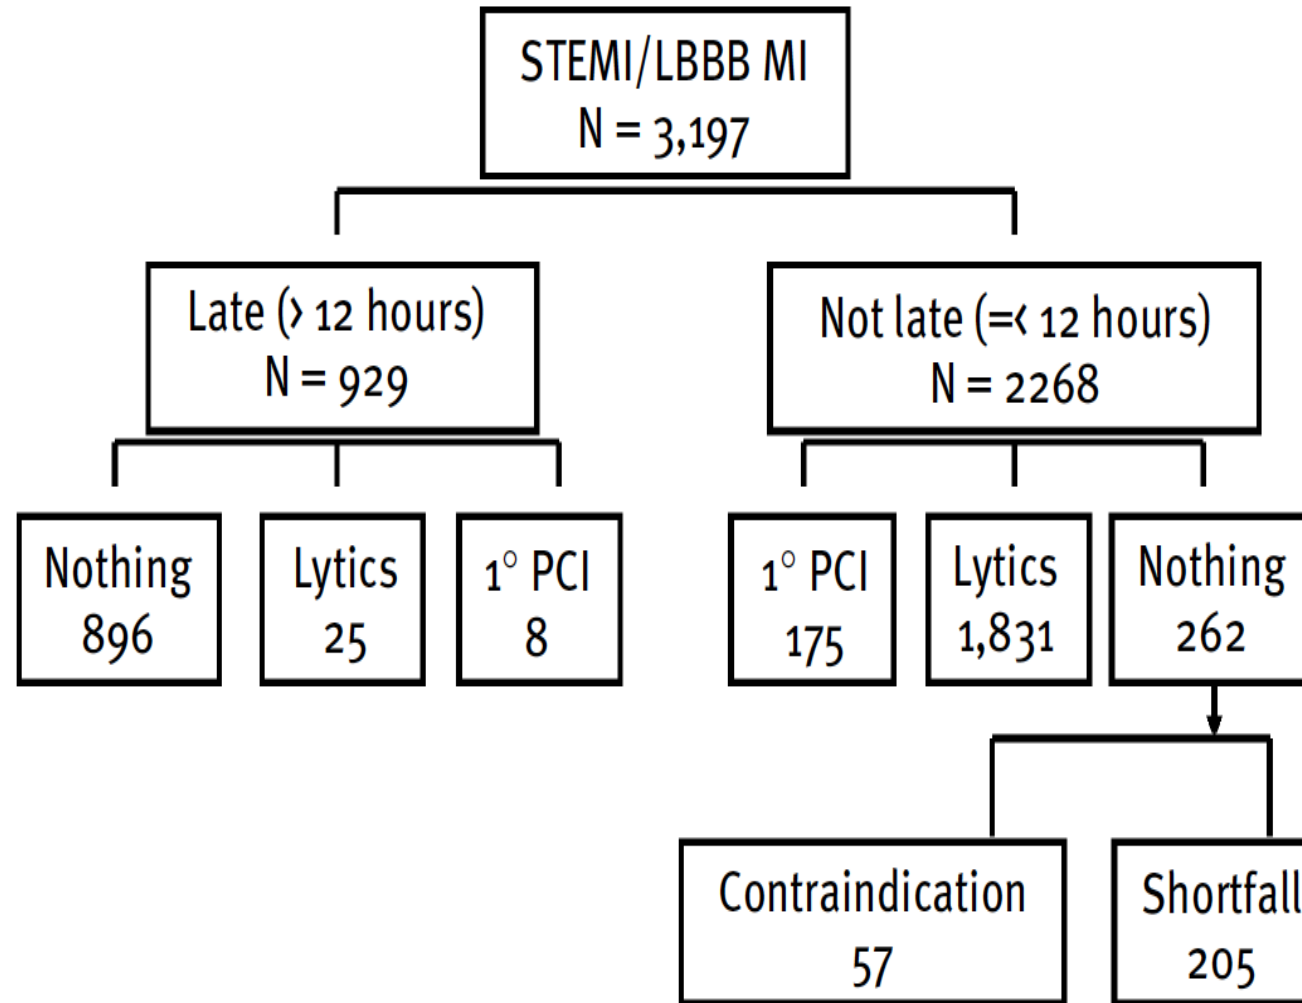 STEMI/LBBB MI
N = 3,197
Late (> 12 hours)
N = 929
Not late (=< 12 hours)
N = 2268
Nothing
896
Lytics
25
1° PCI
8
1° PCI
175
Lytics
1,831
Nothing
262
Contraindication
57
Shortfall
205